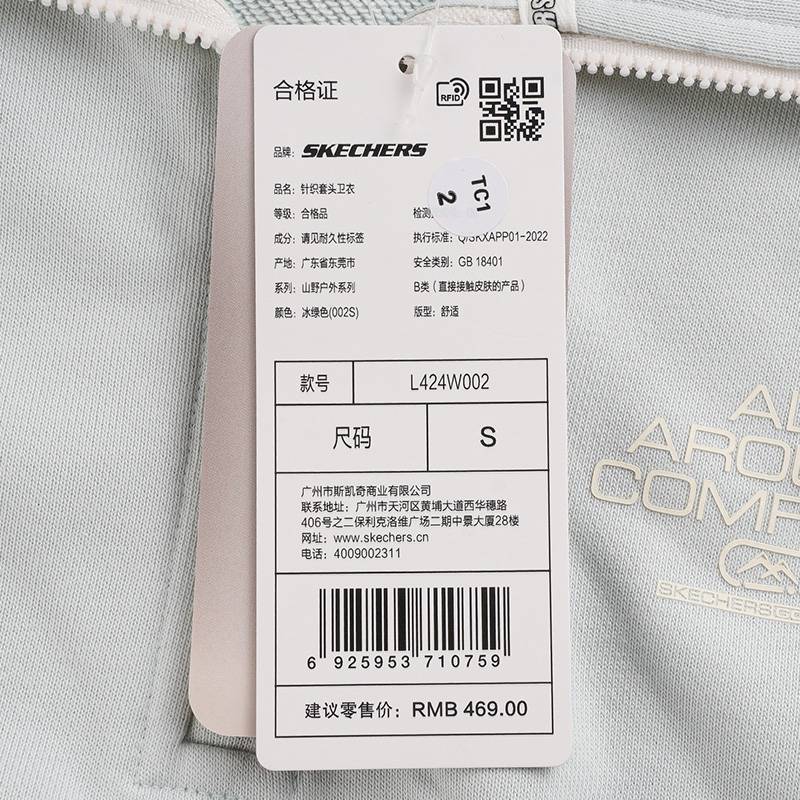 合格证
RFID
品牌: SKECHERS
TC1
2
品名: 针织套头卫衣
等级: 合格品
检测
成分: 请见耐久性标签
执行标准: Q/SKXAPP01-2022
产地: 广东省东莞市
安全类别: GB 18401
系列: 山野户外系列
B类（直接接触皮肤的产品）
颜色: 冰绿色(002S)
版型: 舒适
款号 L424W002
尺码 S
广州市斯凯奇商业有限公司
联系地址: 广州市天河区黄埔大道西华穗路
406号之二保利克洛维广场二期中景大厦28楼
网址: www.skechers.cn
电话: 4009002311
6 925953 710759
建议零售价: RMB 469.00
AL
AROU
COMP
SKECHERS